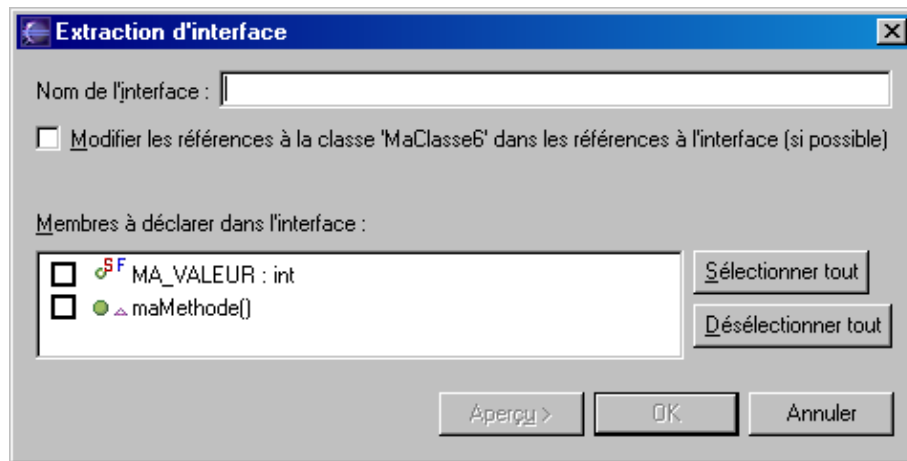 Extraction d'interface
Nom de l'interface :
Modifier les références à la classe 'MaClasse6' dans les références à l'interface (si possible)
Membres à déclarer dans l'interface :
S F MA_VALEUR : int
maMethode()
Sélectionner tout
Désélectionner tout
Aperçu >
OK
Annuler